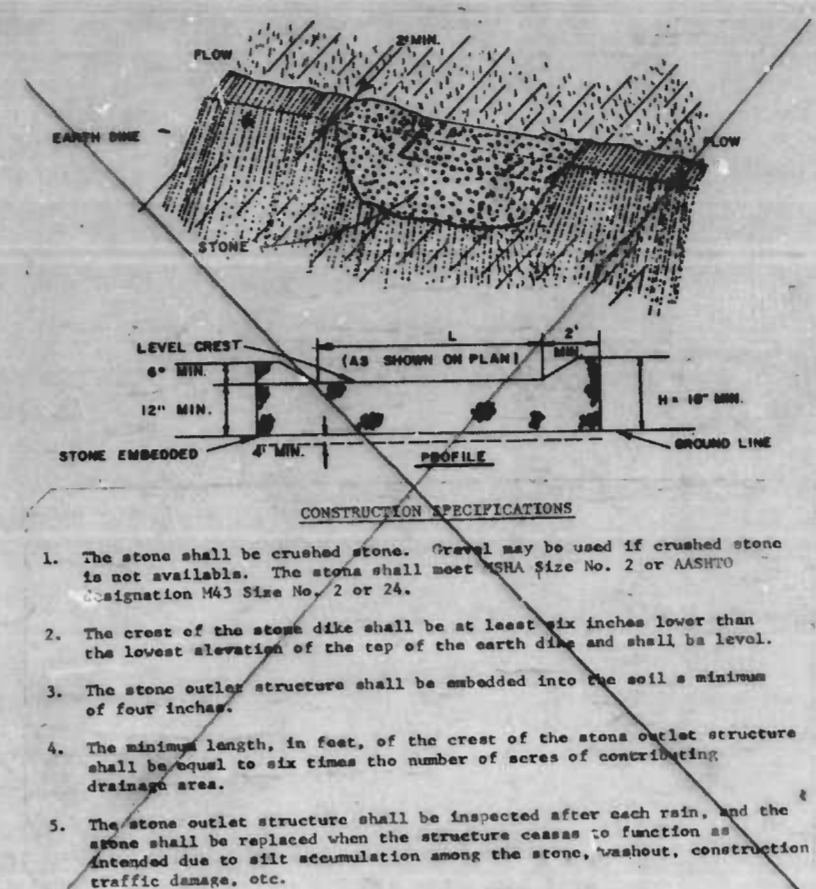 2' MIN.
FLOW
EARTH DIKE
FLOW
STONE
LEVEL CREST
L
2'
(AS SHOWN ON PLAN)
MIN.
6" MIN.
12" MIN.
H = 18" MIN.
STONE EMBEDDED
4" MIN.
GROUND LINE
PROFILE
CONSTRUCTION SPECIFICATIONS
1. The stone shall be crushed stone. Gravel may be used if crushed stone
is not available. The stone shall meet MSHA Size No. 2 or AASHTO
designation M43 Size No. 2 or 24.
2. The crest of the stone dike shall be at least six inches lower than
the lowest elevation of the top of the earth dike and shall be level.
3. The stone outlet structure shall be embedded into the soil a minimum
of four inches.
4. The minimum length, in feet, of the crest of the stone outlet structure
shall be equal to six times the number of acres of contributing
drainage area.
5. The stone outlet structure shall be inspected after each rain, and the
stone shall be replaced when the structure ceases to function as
intended due to silt accumulation among the stone, washout, construction
traffic damage, etc.